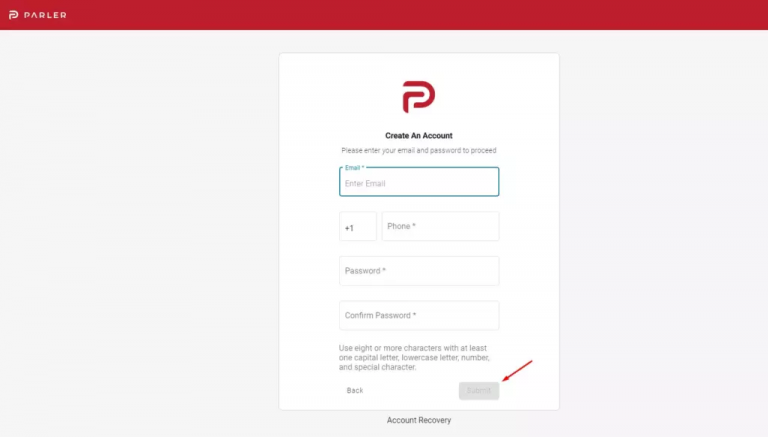 PARLER
Create An Account
Please enter your email and password to proceed
Email *
Enter Email
+1
Phone *
Password *
Confirm Password *
Use eight or more characters with at least
one capital letter, lowercase letter, number,
and special character.
Back
Submit
Account Recovery